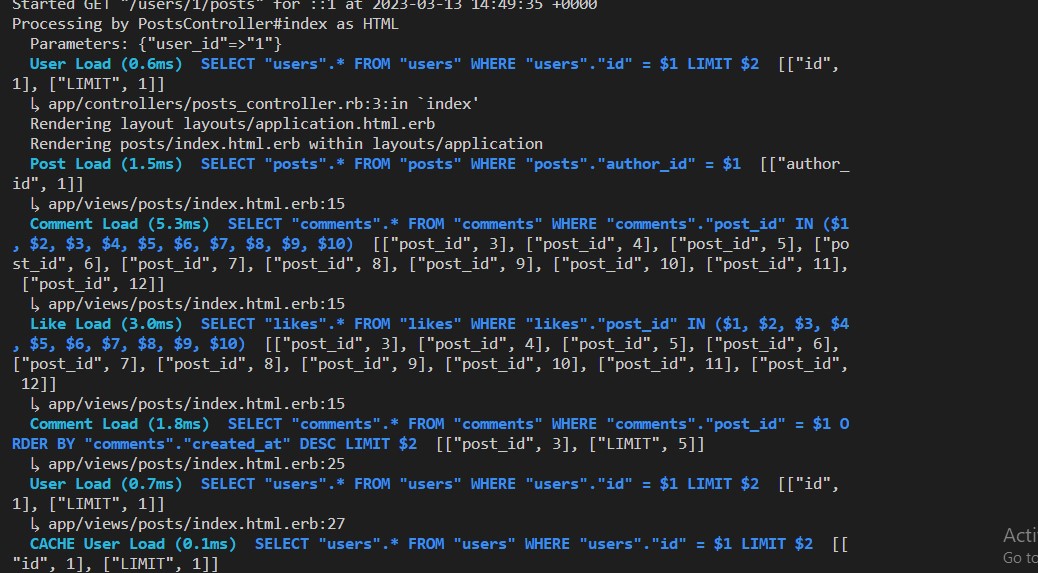 Started GET "/users/1/posts" for ::1 at 2023-03-13 14:49:35 +0000
Processing by PostsController#index as HTML
  Parameters: {"user_id"=>"1"}
  User Load (0.6ms)  SELECT "users".* FROM "users" WHERE "users"."id" = $1 LIMIT $2  [["id",
1], ["LIMIT", 1]]
  ↳ app/controllers/posts_controller.rb:3:in `index'
  Rendering layout layouts/application.html.erb
  Rendering posts/index.html.erb within layouts/application
  Post Load (1.5ms)  SELECT "posts".* FROM "posts" WHERE "posts"."author_id" = $1  [["author_
id", 1]]
  ↳ app/views/posts/index.html.erb:15
  Comment Load (5.3ms)  SELECT "comments".* FROM "comments" WHERE "comments"."post_id" IN ($1
, $2, $3, $4, $5, $6, $7, $8, $9, $10)  [["post_id", 3], ["post_id", 4], ["post_id", 5], ["po
st_id", 6], ["post_id", 7], ["post_id", 8], ["post_id", 9], ["post_id", 10], ["post_id", 11],
 ["post_id", 12]]
  ↳ app/views/posts/index.html.erb:15
  Like Load (3.0ms)  SELECT "likes".* FROM "likes" WHERE "likes"."post_id" IN ($1, $2, $3, $4
, $5, $6, $7, $8, $9, $10)  [["post_id", 3], ["post_id", 4], ["post_id", 5], ["post_id", 6],
["post_id", 7], ["post_id", 8], ["post_id", 9], ["post_id", 10], ["post_id", 11], ["post_id",
 12]]
  ↳ app/views/posts/index.html.erb:15
  Comment Load (1.8ms)  SELECT "comments".* FROM "comments" WHERE "comments"."post_id" = $1 O
RDER BY "comments"."created_at" DESC LIMIT $2  [["post_id", 3], ["LIMIT", 5]]
  ↳ app/views/posts/index.html.erb:25
  User Load (0.7ms)  SELECT "users".* FROM "users" WHERE "users"."id" = $1 LIMIT $2  [["id",
1], ["LIMIT", 1]]
  ↳ app/views/posts/index.html.erb:27
  CACHE User Load (0.1ms)  SELECT "users".* FROM "users" WHERE "users"."id" = $1 LIMIT $2  [[
"id", 1], ["LIMIT", 1]]
Acti
Go to